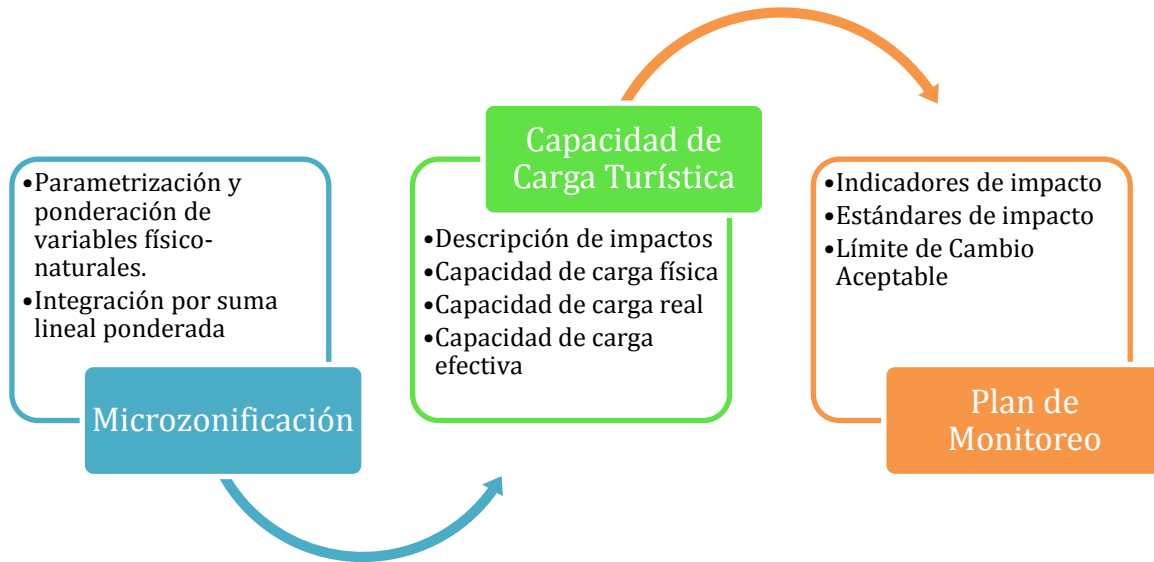 •Parametrización y
ponderación de
variables físico-
naturales.
•Integración por suma
lineal ponderada
Microzonificación
Capacidad de
Carga Turística
•Descripción de impactos
•Capacidad de carga física
•Capacidad de carga real
•Capacidad de carga
efectiva
•Indicadores de impacto
•Estándares de impacto
•Límite de Cambio
Aceptable
Plan de
Monitoreo